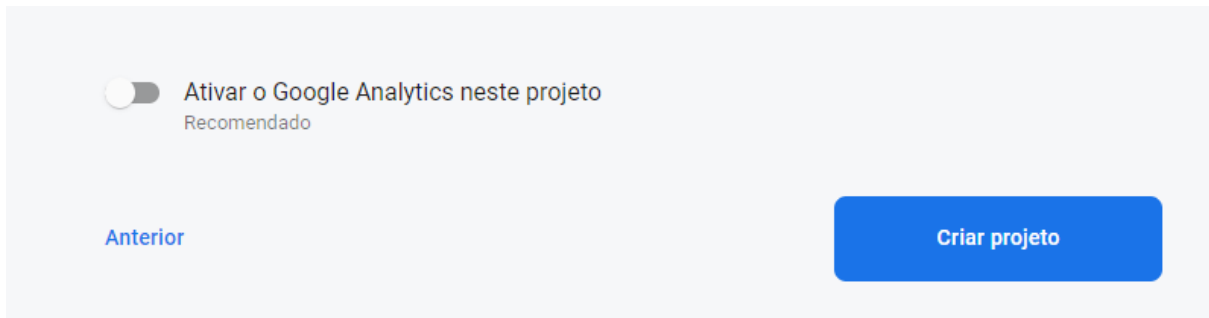 Ativar o Google Analytics neste projeto
Recomendado
Anterior
Criar projeto